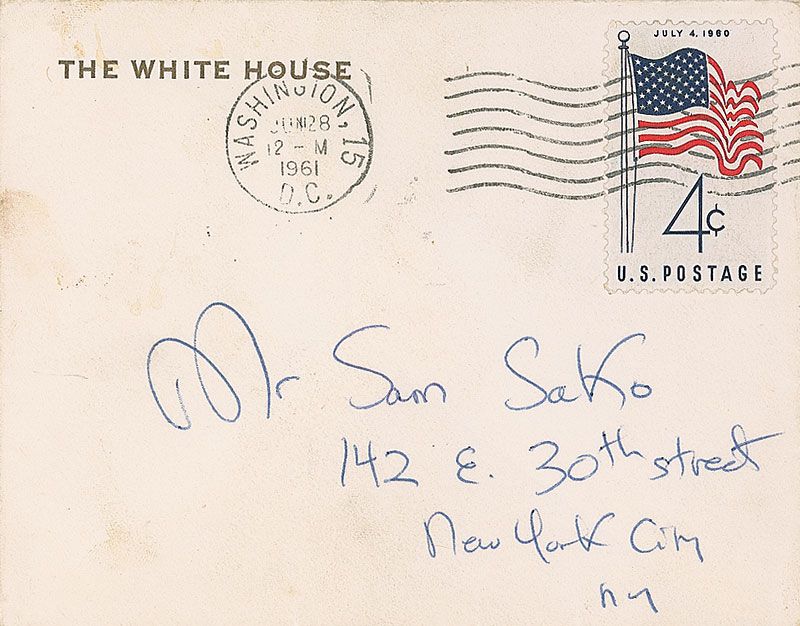 THE WHITE HOUSE
WASHINGTON, 15
JUN 28
12 - M
1961
D.C.
JULY 4, 1960
4¢
U.S. POSTAGE
Mr Sam Sako
142 E. 30th street
New York City
ny